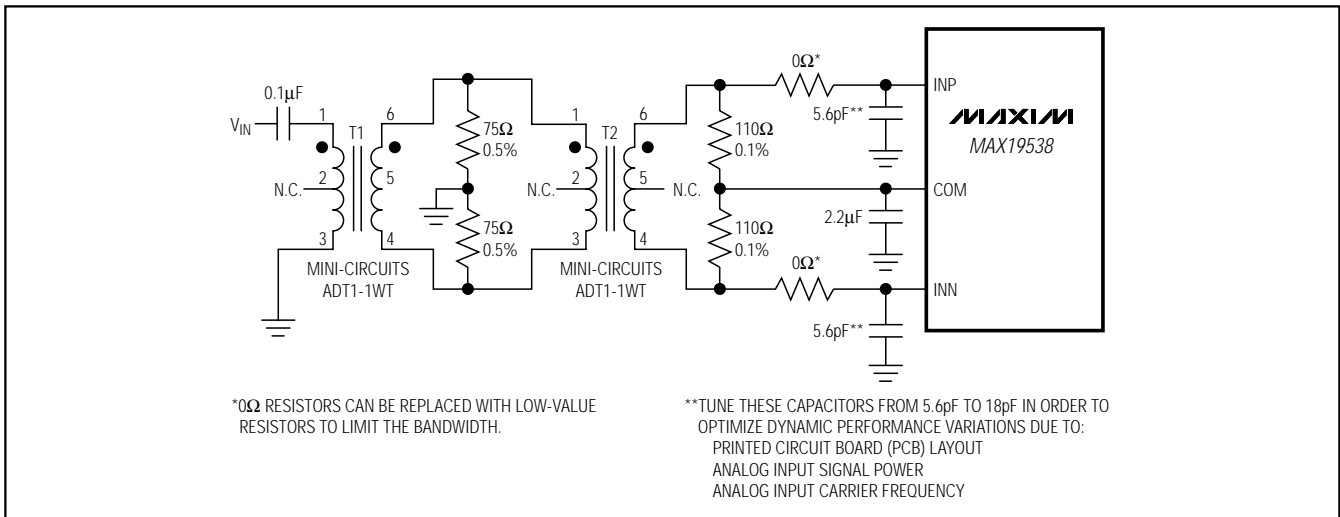 0.1μF
V_IN
1
T1
6
N.C.
2
5
3
4
MINI-CIRCUITS
ADT1-1WT
75Ω
0.5%
75Ω
0.5%
1
T2
6
N.C.
2
5
N.C.
3
4
MINI-CIRCUITS
ADT1-1WT
110Ω
0.1%
110Ω
0.1%
0Ω*
5.6pF**
2.2μF
0Ω*
5.6pF**
INP
MAXIM
MAX19538
COM
INN
*0Ω RESISTORS CAN BE REPLACED WITH LOW-VALUE
RESISTORS TO LIMIT THE BANDWIDTH.
**TUNE THESE CAPACITORS FROM 5.6pF TO 18pF IN ORDER TO
OPTIMIZE DYNAMIC PERFORMANCE VARIATIONS DUE TO:
PRINTED CIRCUIT BOARD (PCB) LAYOUT
ANALOG INPUT SIGNAL POWER
ANALOG INPUT CARRIER FREQUENCY